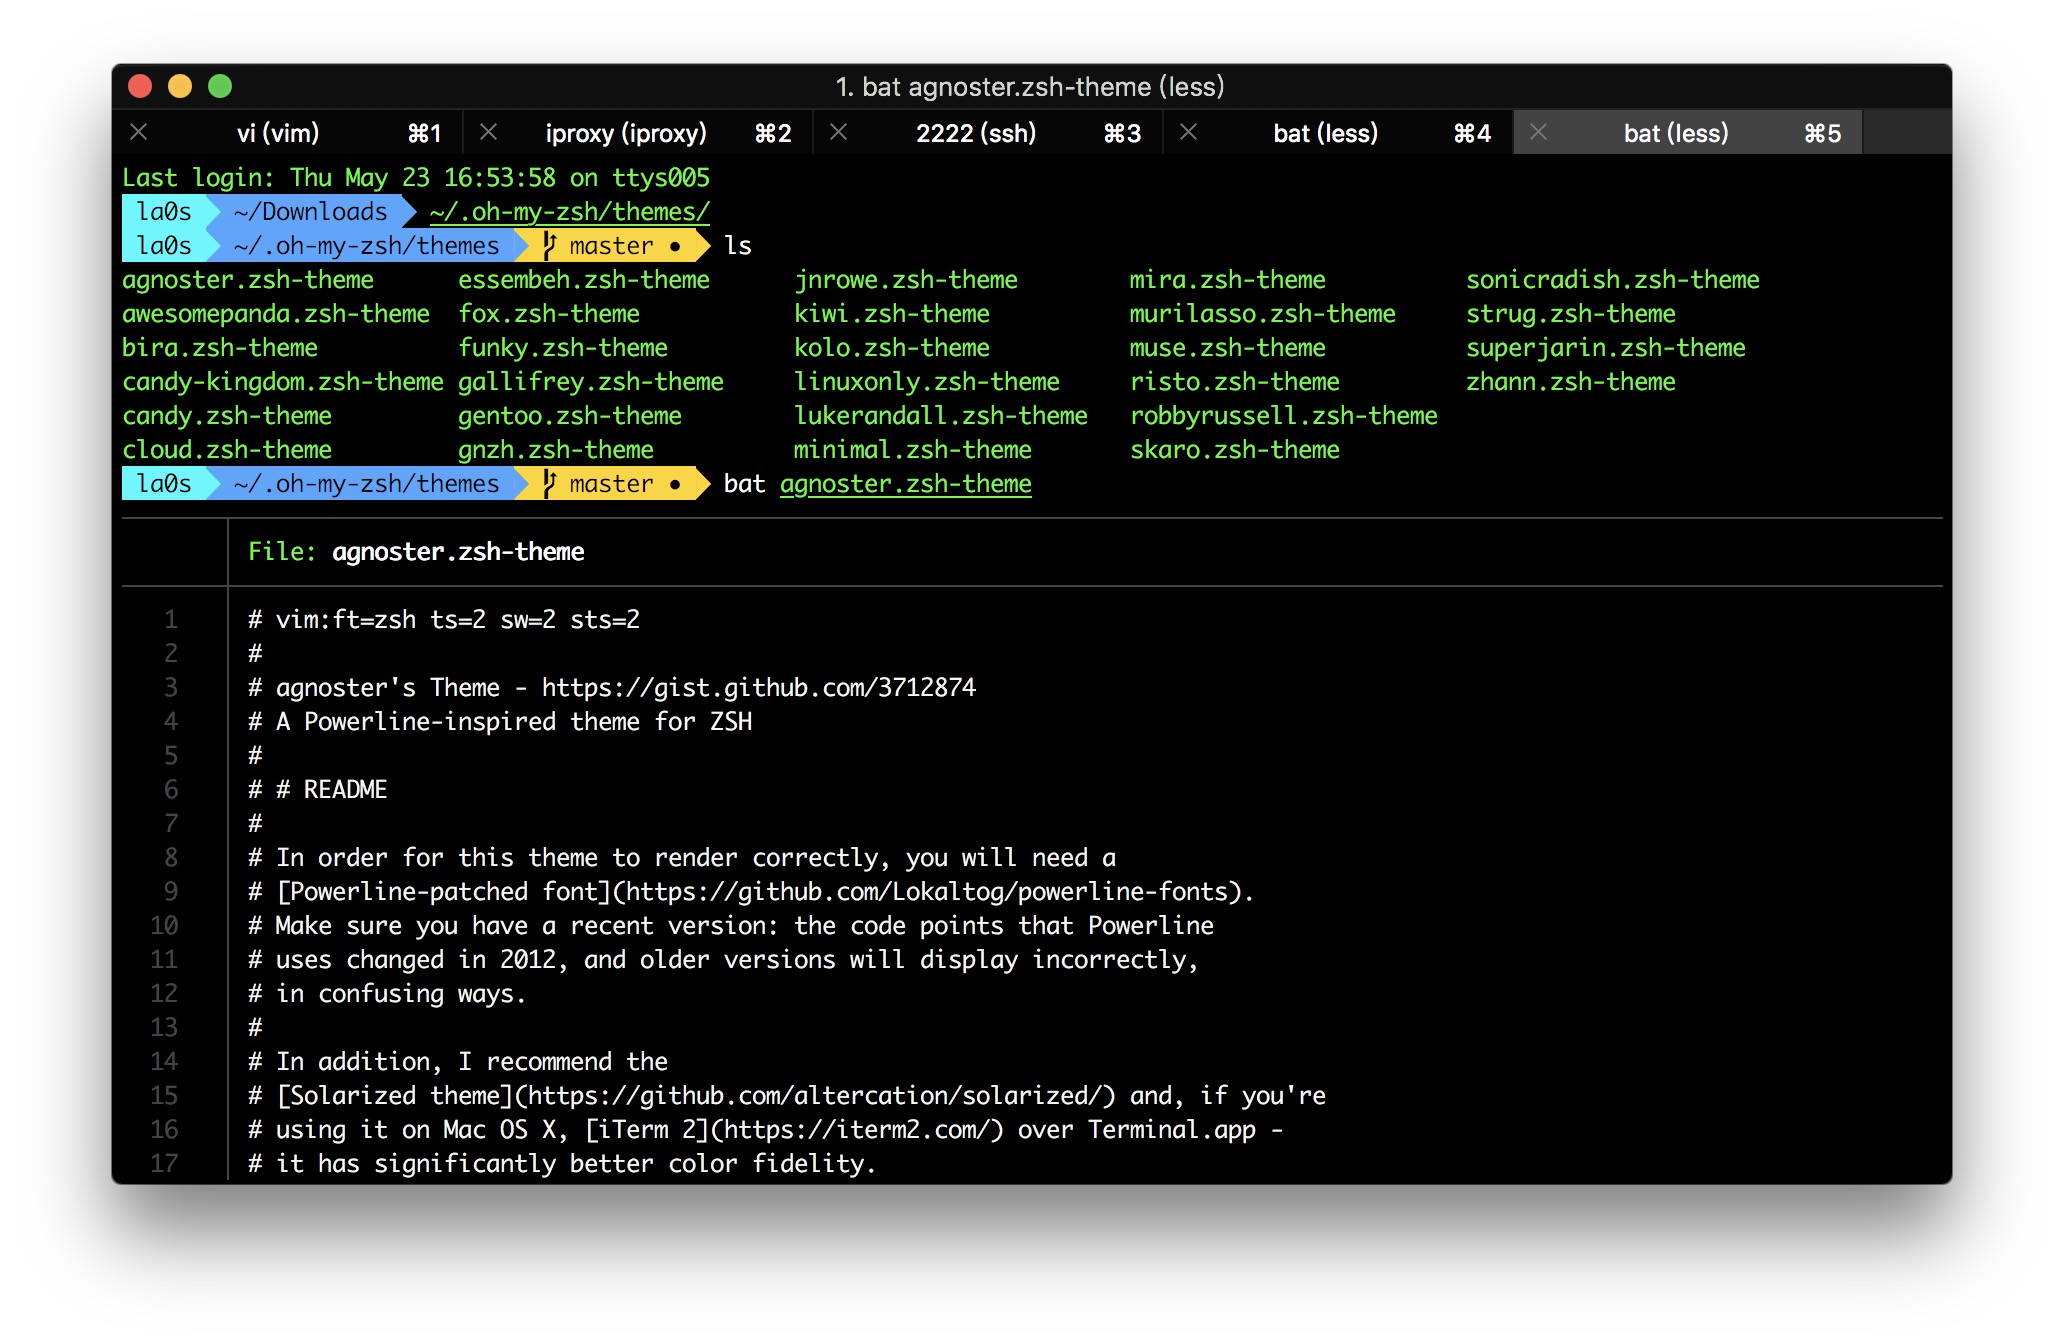 1. bat agnoster.zsh-theme (less)
vi (vim) ⌘1 iproxy (iproxy) ⌘2 2222 (ssh) ⌘3 bat (less) ⌘4 bat (less) ⌘5
Last login: Thu May 23 16:53:58 on ttys005
la0s ~/Downloads ~/.oh-my-zsh/themes/
la0s ~/.oh-my-zsh/themes master ● ls
agnoster.zsh-theme essembeh.zsh-theme jnrowe.zsh-theme mira.zsh-theme sonicradish.zsh-theme
awesomepanda.zsh-theme fox.zsh-theme kiwi.zsh-theme murilasso.zsh-theme strug.zsh-theme
bira.zsh-theme funky.zsh-theme kolo.zsh-theme muse.zsh-theme superjarin.zsh-theme
candy-kingdom.zsh-theme gallifrey.zsh-theme linuxonly.zsh-theme risto.zsh-theme zhann.zsh-theme
candy.zsh-theme gentoo.zsh-theme lukerandall.zsh-theme robbyrussell.zsh-theme
cloud.zsh-theme gnzh.zsh-theme minimal.zsh-theme skaro.zsh-theme
la0s ~/.oh-my-zsh/themes master ● bat agnoster.zsh-theme
File: agnoster.zsh-theme
1 # vim:ft=zsh ts=2 sw=2 sts=2
2 #
3 # agnoster's Theme - https://gist.github.com/3712874
4 # A Powerline-inspired theme for ZSH
5 #
6 # # README
7 #
8 # In order for this theme to render correctly, you will need a
9 # [Powerline-patched font](https://github.com/Lokaltog/powerline-fonts).
10 # Make sure you have a recent version: the code points that Powerline
11 # uses changed in 2012, and older versions will display incorrectly,
12 # in confusing ways.
13 #
14 # In addition, I recommend the
15 # [Solarized theme](https://github.com/altercation/solarized/) and, if you're
16 # using it on Mac OS X, [iTerm 2](https://iterm2.com/) over Terminal.app -
17 # it has significantly better color fidelity.